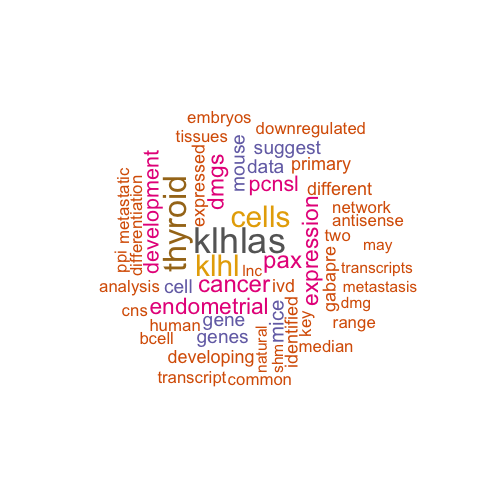 embryos
downregulated
tissues
mouse
suggest
data
primary
development
metastatic
differentiation
ppi
thyroid
expressed
dmgs
pcnsl
different
network
antisense
cells
klhlas
expression
two
may
klhl
lnc
pax
gabapre
transcripts
analysis
cell
cancer
ivd
metastasis
cns
endometrial
dmg
human
gene
mice
key
range
bcell
genes
natural
shm
identified
median
developing
transcript
common